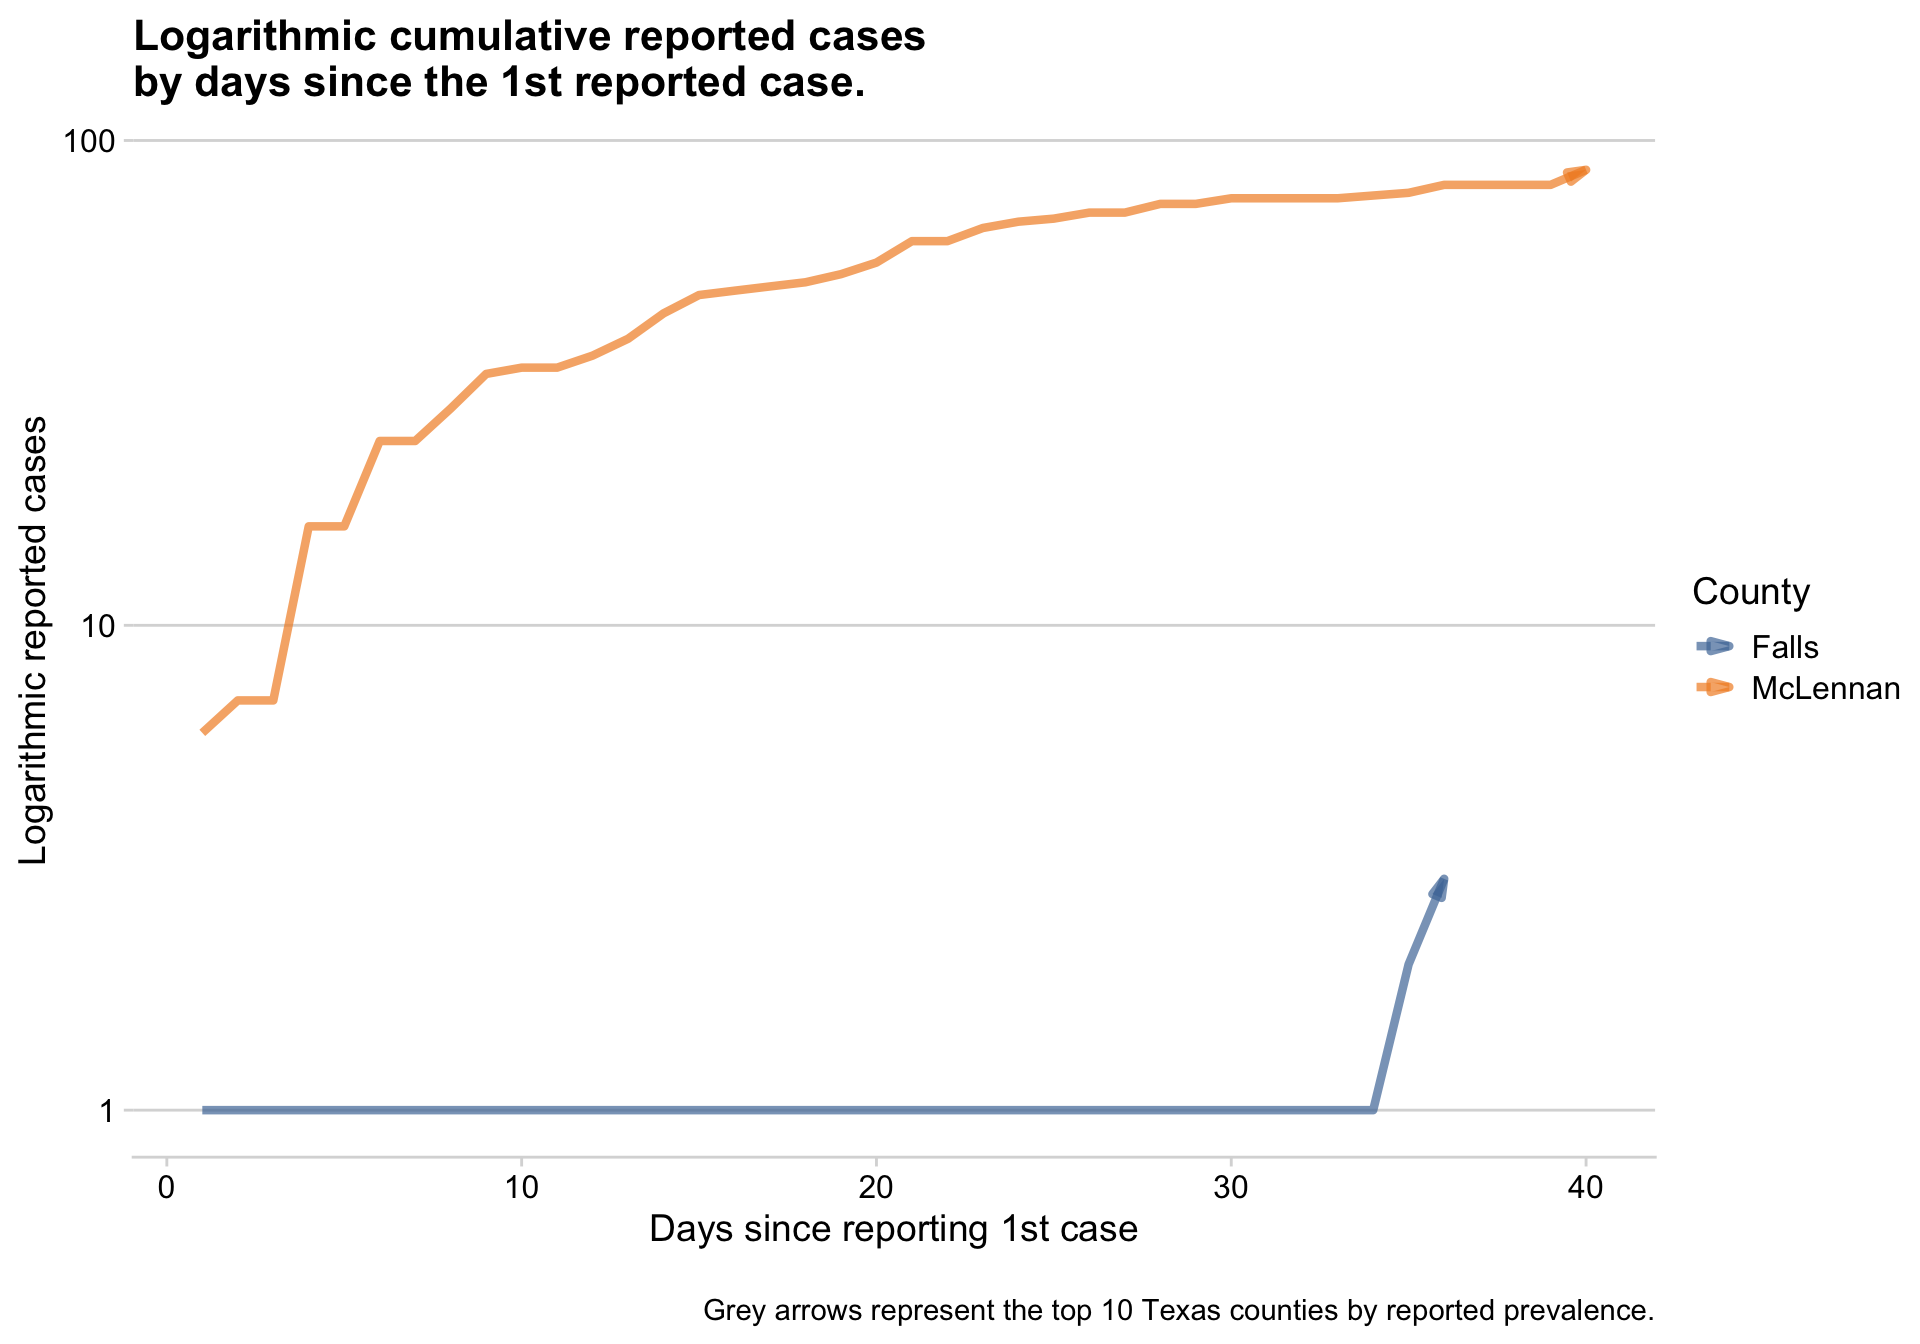 Logarithmic cumulative reported cases
by days since the 1st reported case.
100
10
1
Logarithmic reported cases
0 10 20 30 40
Days since reporting 1st case
County
Falls
McLennan
Grey arrows represent the top 10 Texas counties by reported prevalence.